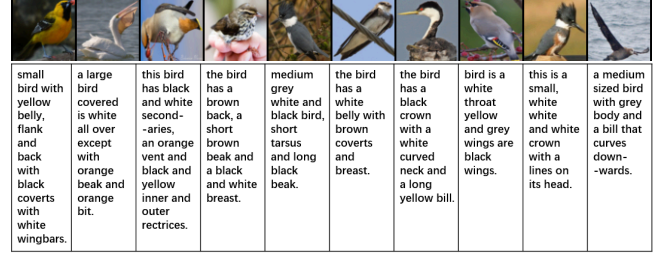 small
bird with
yellow
belly,
flank
and
back
with
black
coverts
with
white
wingbars.
a large
bird
covered
is white
all over
except
with
orange
beak and
orange
bit.
this bird
has black
and white
second-
-aries,
an orange
vent and
black and
yellow
inner and
outer
rectrices.
the bird
has a
brown
back, a
short
brown
beak and
a black
and white
breast.
medium
grey
white and
black bird,
short
tarsus
and long
black
beak.
the bird
has a
white
belly with
brown
coverts
and
breast.
the bird
has a
black
crown
with a
white
curved
neck and
a long
yellow bill.
bird is a
white
throat
yellow
and grey
wings are
black
wings.
this is a
small,
white
white
and white
crown
with a
lines on
its head.
a medium
sized bird
with grey
body and
a bill that
curves
down-
-wards.